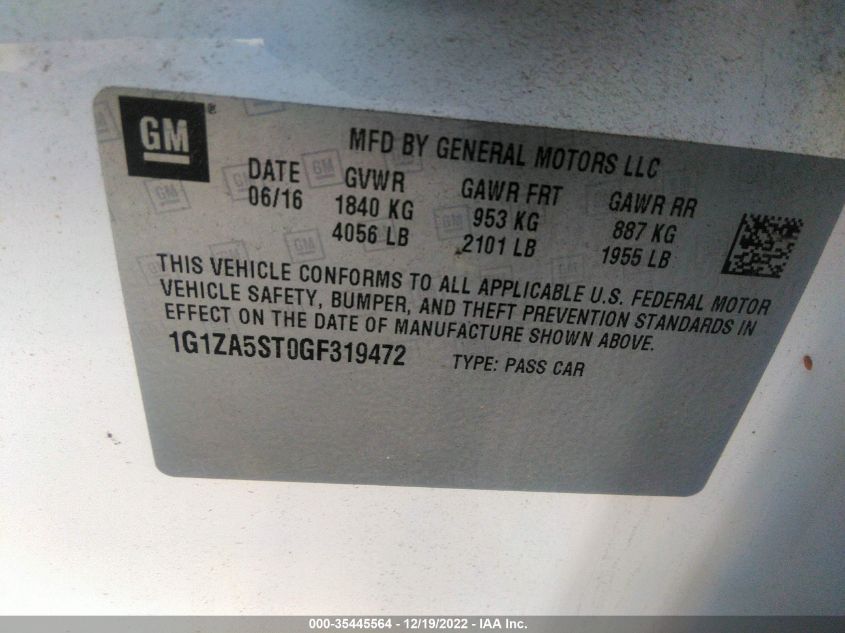 GM ®
MFD BY GENERAL MOTORS LLC
DATE GVWR GAWR FRT GAWR RR
06/16 1840 KG 953 KG 887 KG
4056 LB 2101 LB 1955 LB
THIS VEHICLE CONFORMS TO ALL APPLICABLE U.S. FEDERAL MOTOR
VEHICLE SAFETY, BUMPER, AND THEFT PREVENTION STANDARDS IN
EFFECT ON THE DATE OF MANUFACTURE SHOWN ABOVE.
1G1ZA5ST0GF319472 TYPE: PASS CAR
000-35445564 - 12/19/2022 - IAA Inc.